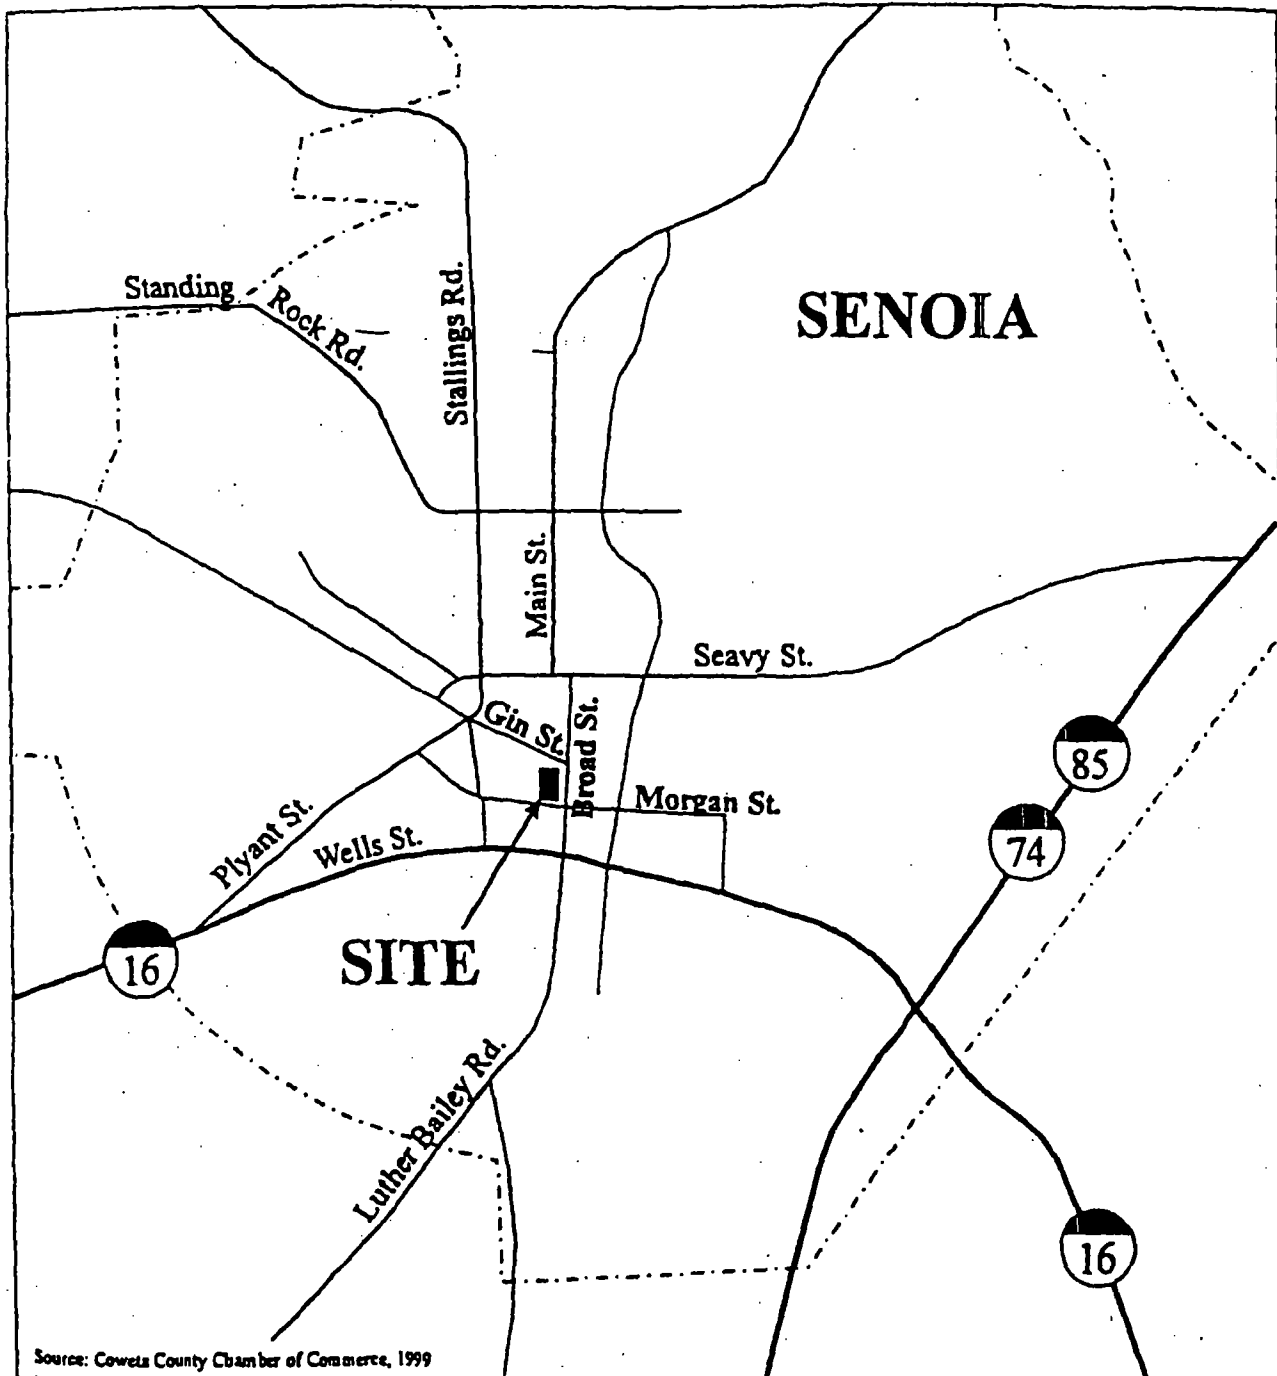 Standing
Rock Rd.
Stallings Rd.
SENOIA
Main St.
Seavy St.
Gin St.
Broad St.
85
Morgan St.
74
Plyant St.
Wells St.
SITE
16
Luther Bailey Rd.
16
Source: Coweta County Chamber of Commerce, 1999